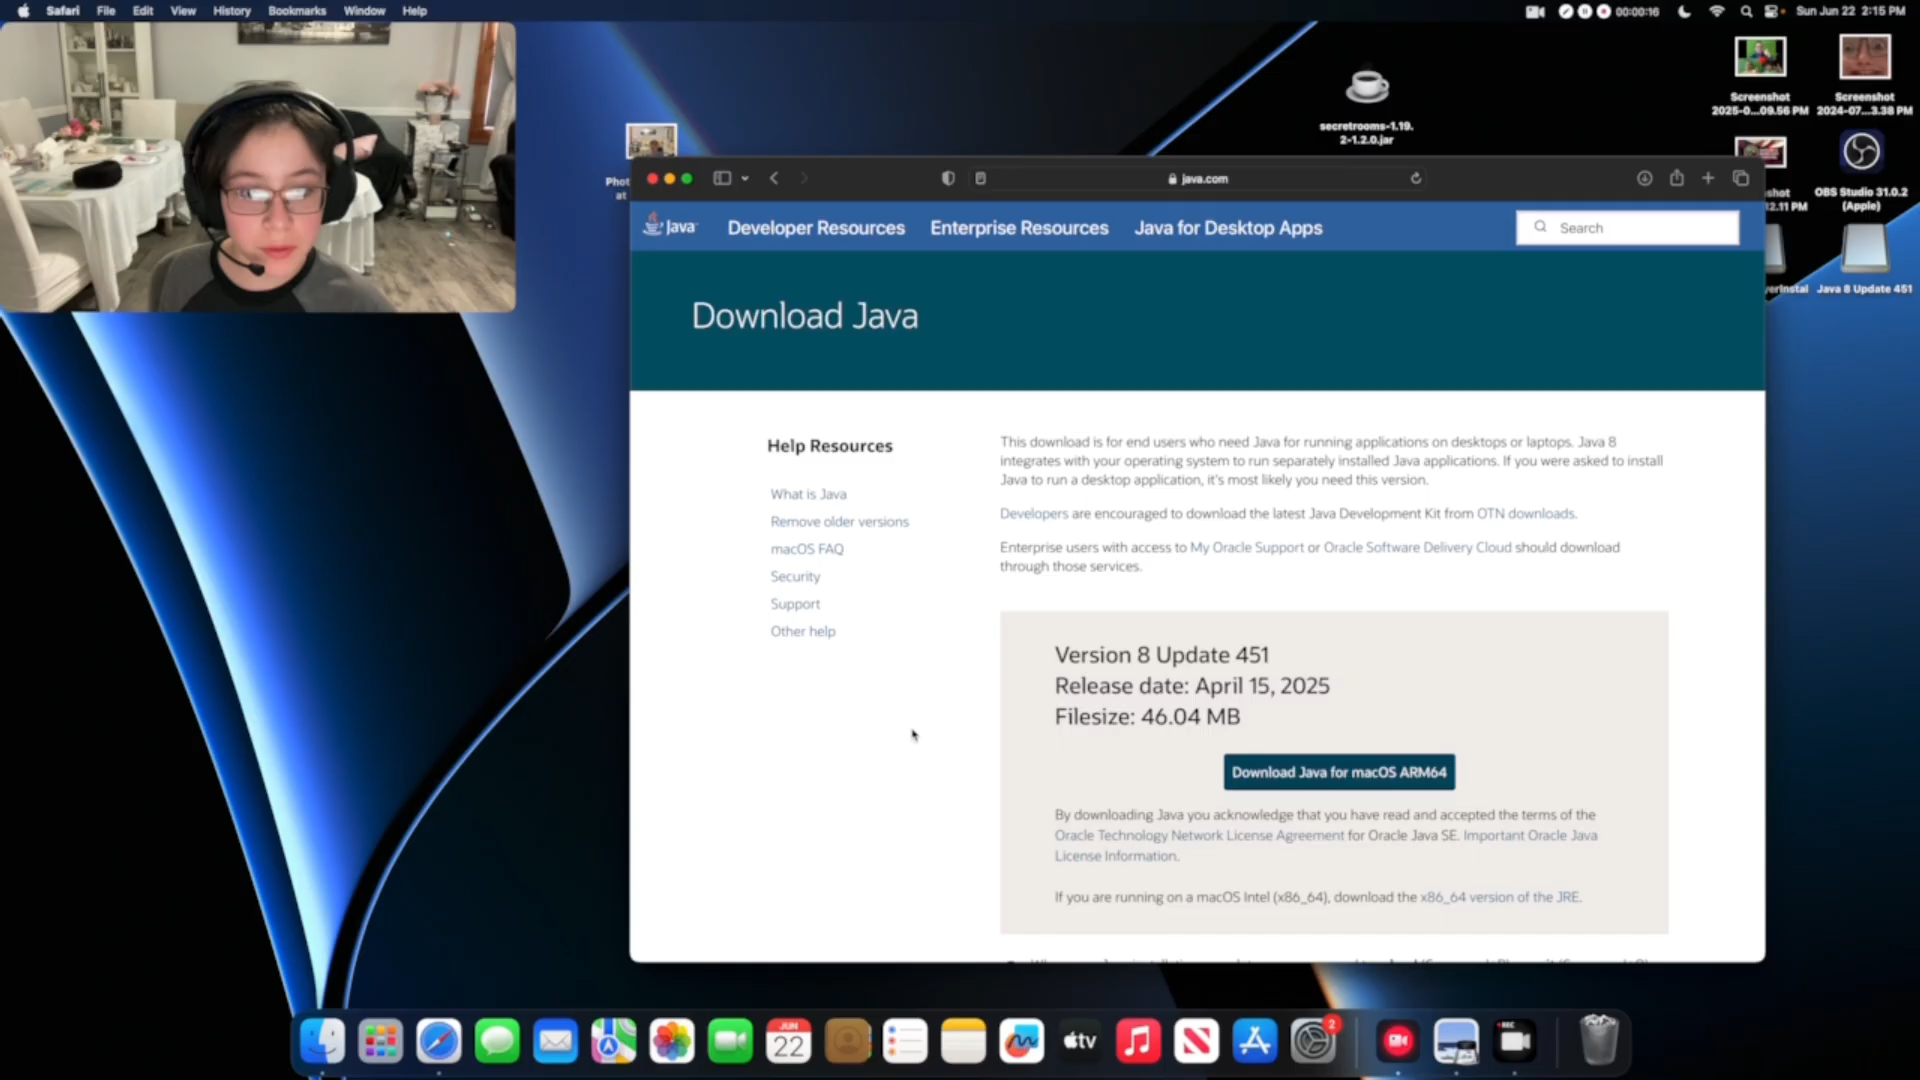 Safari File Edit View History Bookmarks Window Help
00:00:16 Sun Jun 22 2:15 PM
Screenshot
2025-0...09.56 PM
Screenshot
2024-07...3.38 PM
secretrooms-1.19.
2-1.2.0.jar
Phot
at
shot
12.11 PM
OBS Studio 31.0.2
(Apple)
yerInstal
Java 8 Update 451
java.com
Java
Developer Resources Enterprise Resources Java for Desktop Apps
Search
Download Java
Help Resources
What is Java
Remove older versions
macOS FAQ
Security
Support
Other help
This download is for end users who need Java for running applications on desktops or laptops. Java 8
integrates with your operating system to run separately installed Java applications. If you were asked to install
Java to run a desktop application, it's most likely you need this version.
Developers are encouraged to download the latest Java Development Kit from OTN downloads.
Enterprise users with access to My Oracle Support or Oracle Software Delivery Cloud should download
through those services.
Version 8 Update 451
Release date: April 15, 2025
Filesize: 46.04 MB
Download Java for macOS ARM64
By downloading Java you acknowledge that you have read and accepted the terms of the
Oracle Technology Network License Agreement for Oracle Java SE. Important Oracle Java
License Information.
If you are running on a macOS Intel (x86_64), download the x86_64 version of the JRE.
JUN
22
tv
2
REC